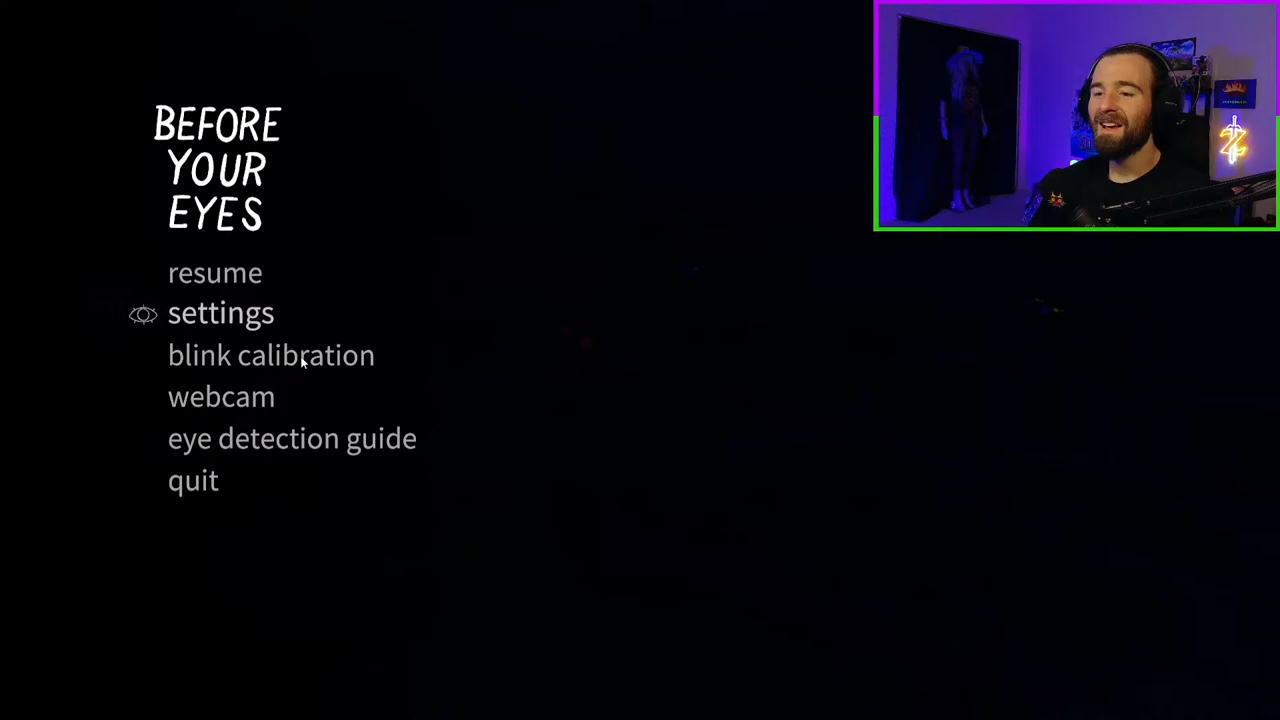 BEFORE
YOUR
EYES
resume
settings
blink calibration
webcam
eye detection guide
quit